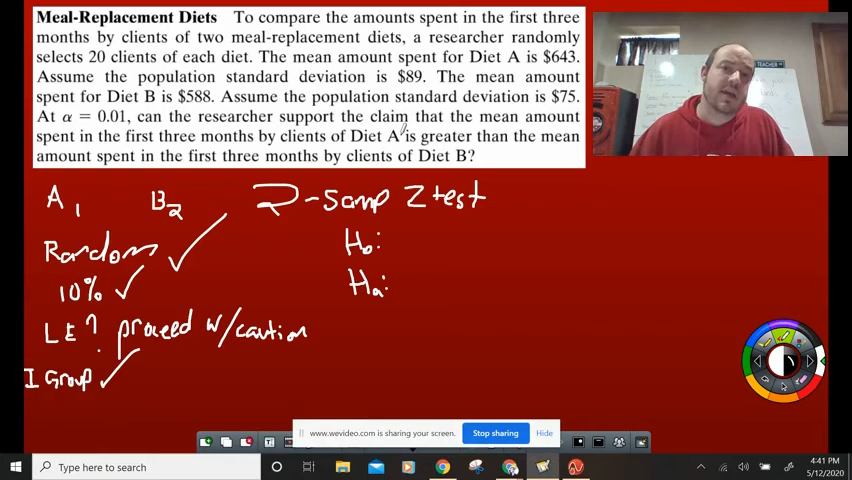 Meal-Replacement Diets To compare the amounts spent in the first three
months by clients of two meal-replacement diets, a researcher randomly
selects 20 clients of each diet. The mean amount spent for Diet A is $643.
Assume the population standard deviation is $89. The mean amount
spent for Diet B is $588. Assume the population standard deviation is $75.
At α = 0.01, can the researcher support the claim that the mean amount
spent in the first three months by clients of Diet A is greater than the mean
amount spent in the first three months by clients of Diet B?
TEACHER
A1 B2 2-Samp Z test
Random
H0:
10%
Ha:
LE? proceed w/caution
I Group
www.wevideo.com is sharing your screen. Stop sharing Hide
Type here to search
4:41 PM
5/12/2020